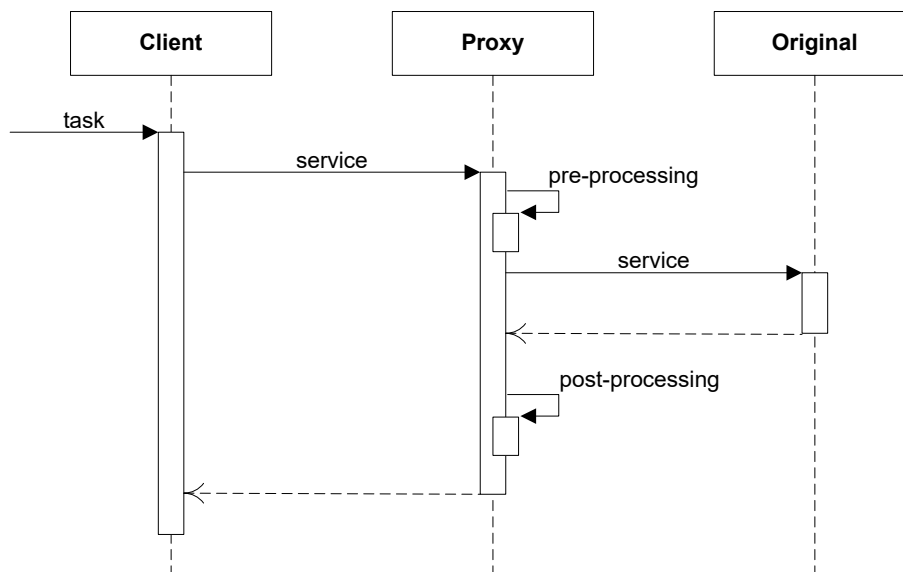 Client
Proxy
Original
task
service
pre-processing
service
post-processing